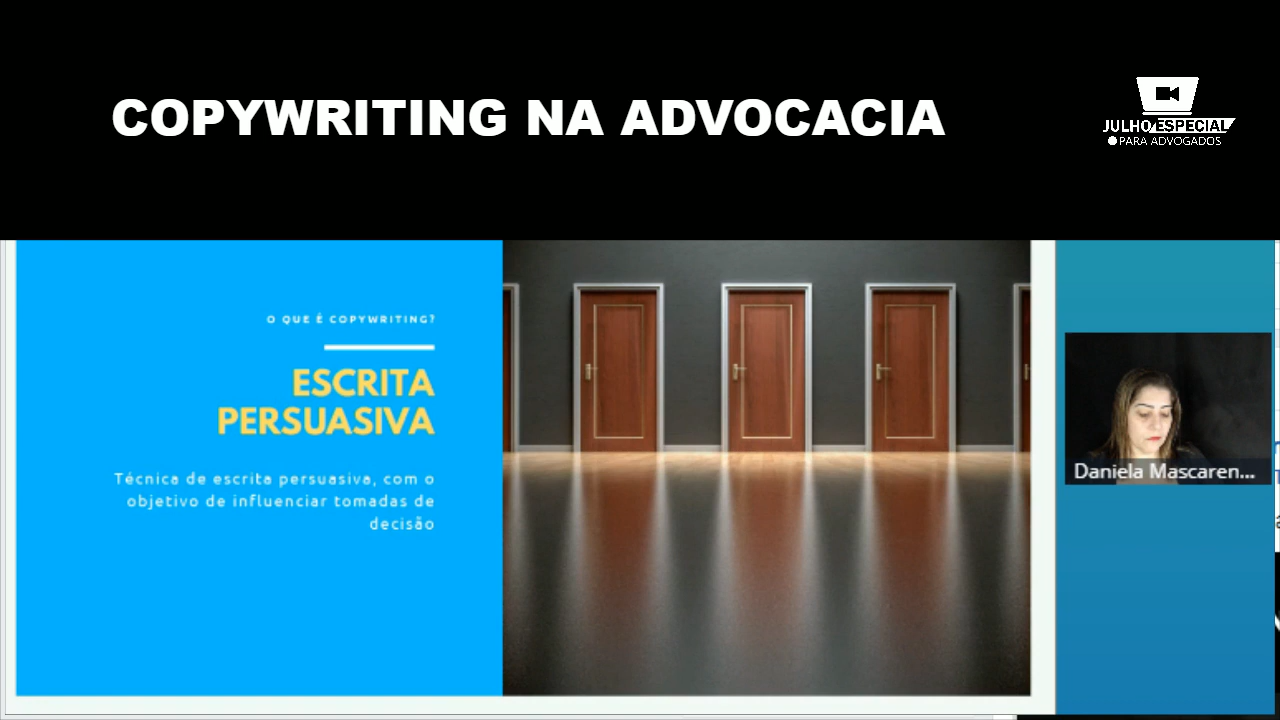 COPYWRITING NA ADVOCACIA
JULHO ESPECIAL
PARA ADVOGADOS
O QUE É COPYWRITING?
ESCRITA
PERSUASIVA
Técnica de escrita persuasiva, com o
objetivo de influenciar tomadas de
decisão
Daniela Mascaren...